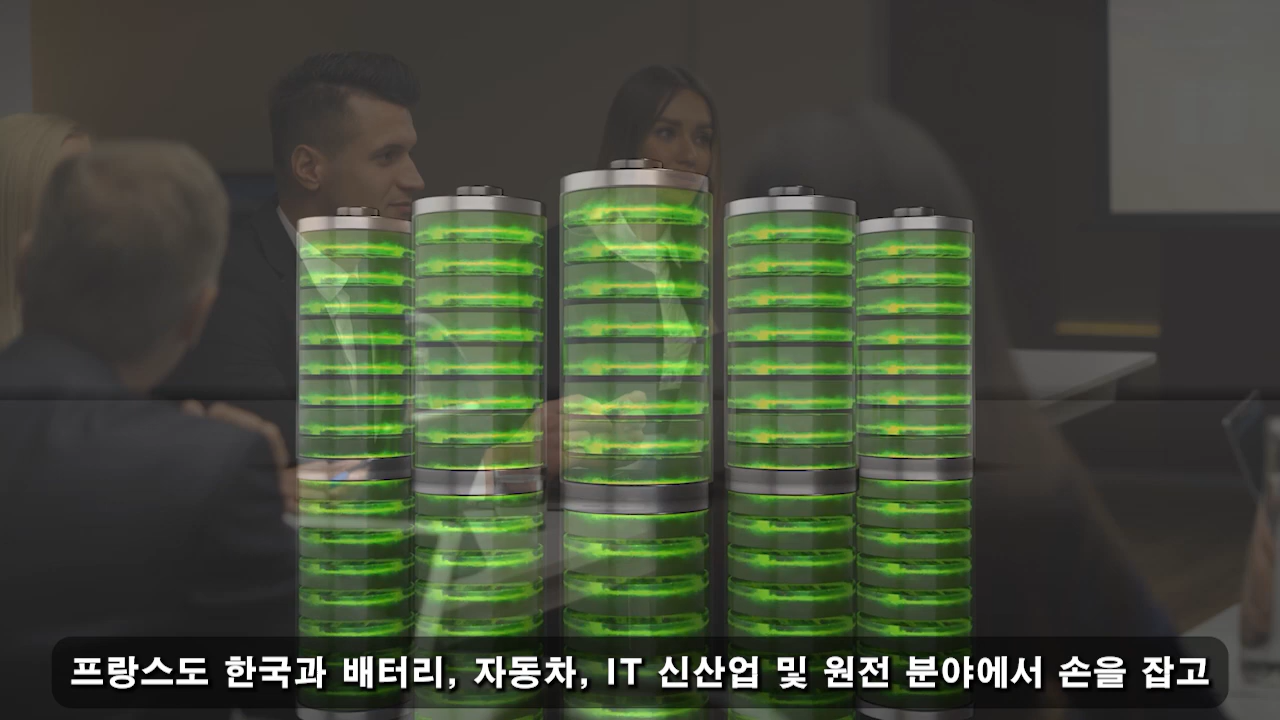 프랑스도 한국과 배터리, 자동차, IT 신산업 및 원전 분야에서 손을 잡고